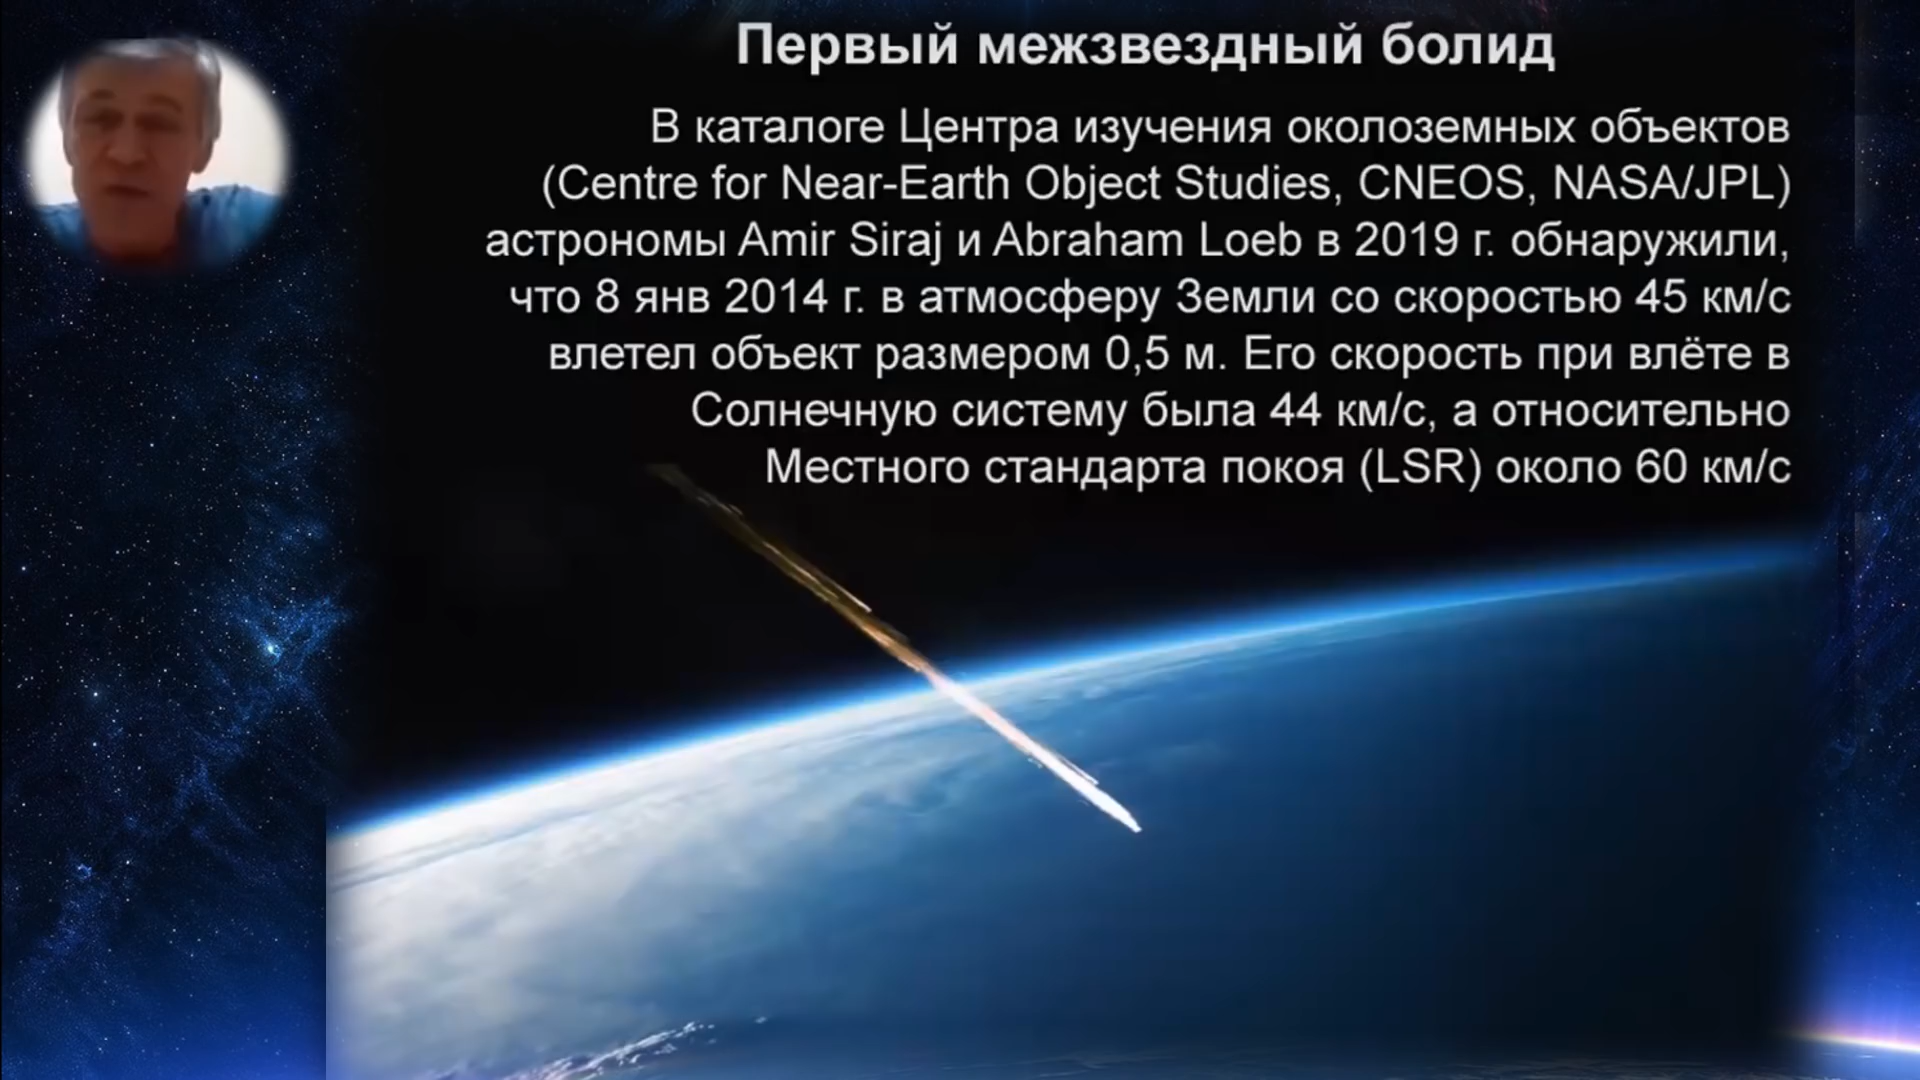 Первый межзвездный болид
В каталоге Центра изучения околоземных объектов
(Centre for Near-Earth Object Studies, CNEOS, NASA/JPL)
астрономы Amir Siraj и Abraham Loeb в 2019 г. обнаружили,
что 8 янв 2014 г. в атмосферу Земли со скоростью 45 км/с
влетел объект размером 0,5 м. Его скорость при влёте в
Солнечную систему была 44 км/с, а относительно
Местного стандарта покоя (LSR) около 60 км/с